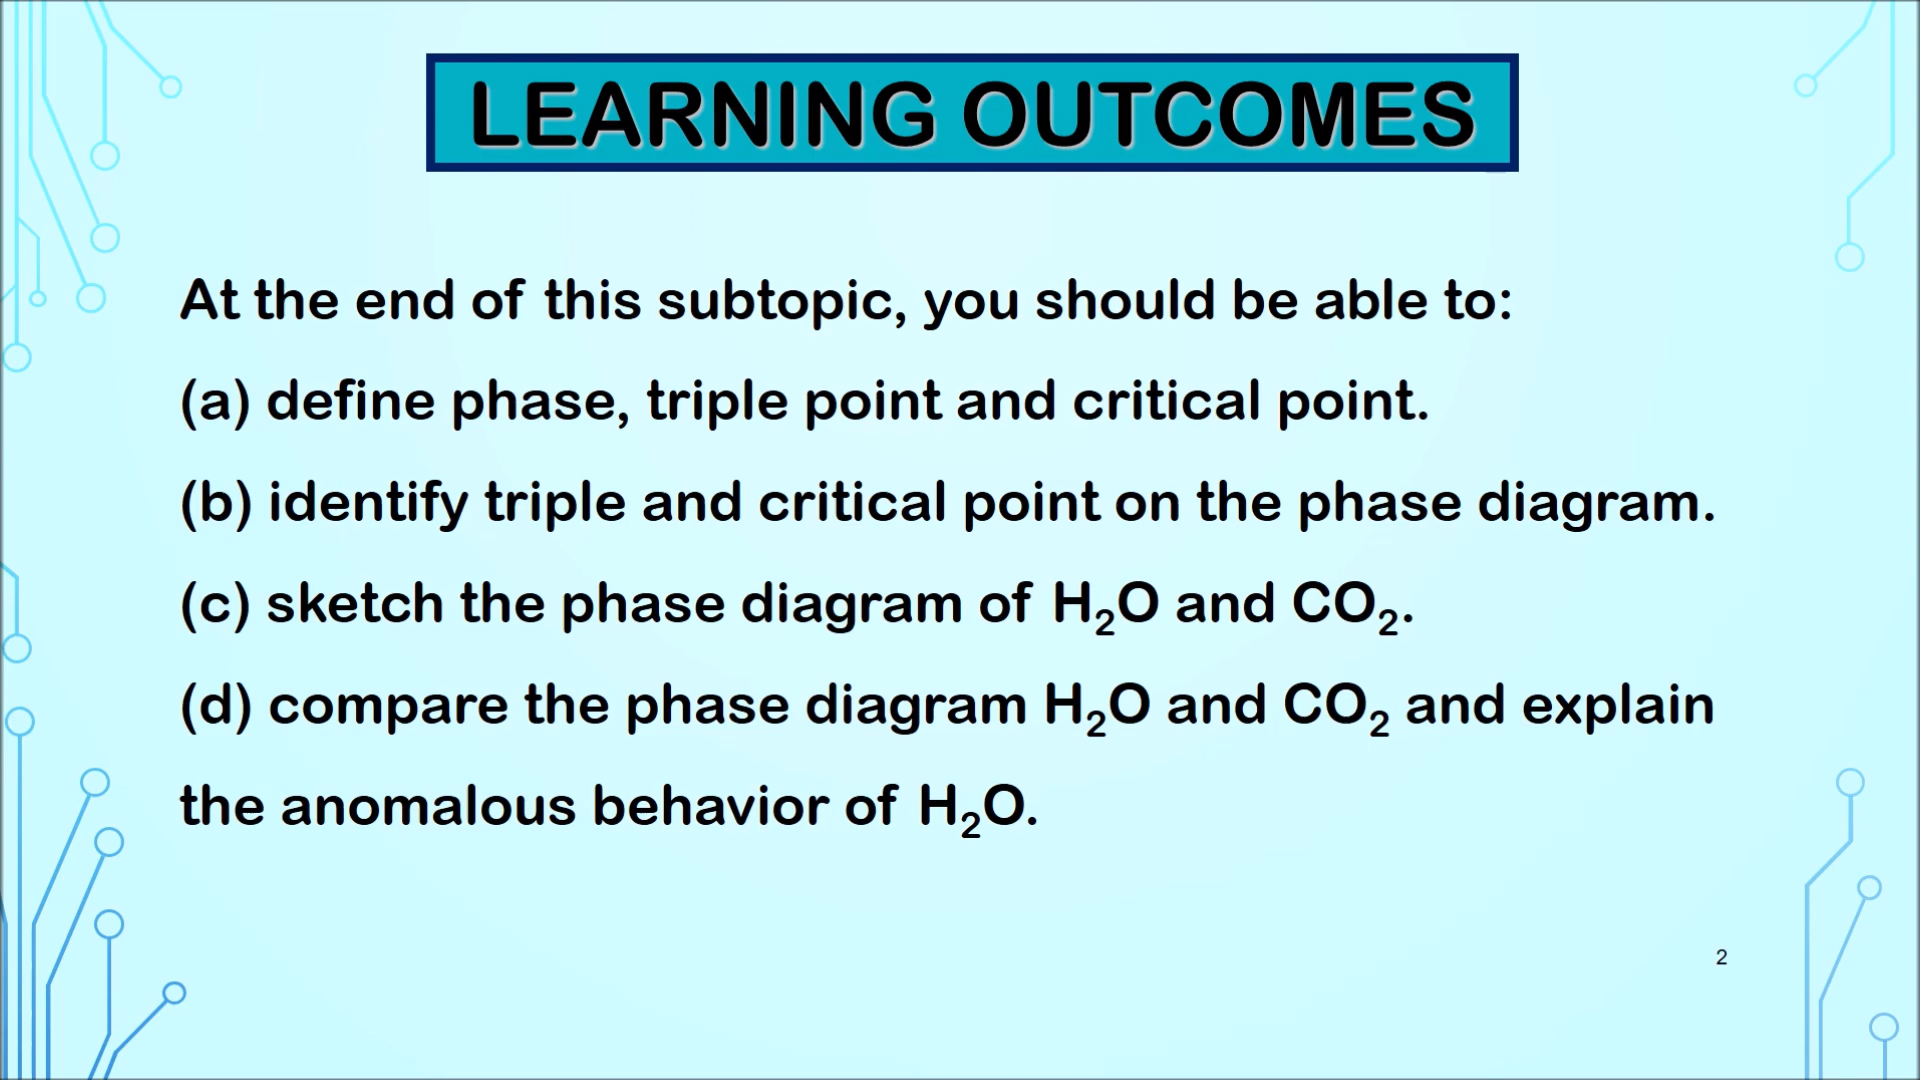 LEARNING OUTCOMES
At the end of this subtopic, you should be able to:
(a) define phase, triple point and critical point.
(b) identify triple and critical point on the phase diagram.
(c) sketch the phase diagram of H₂O and CO₂.
(d) compare the phase diagram H₂O and CO₂ and explain
the anomalous behavior of H₂O.
2